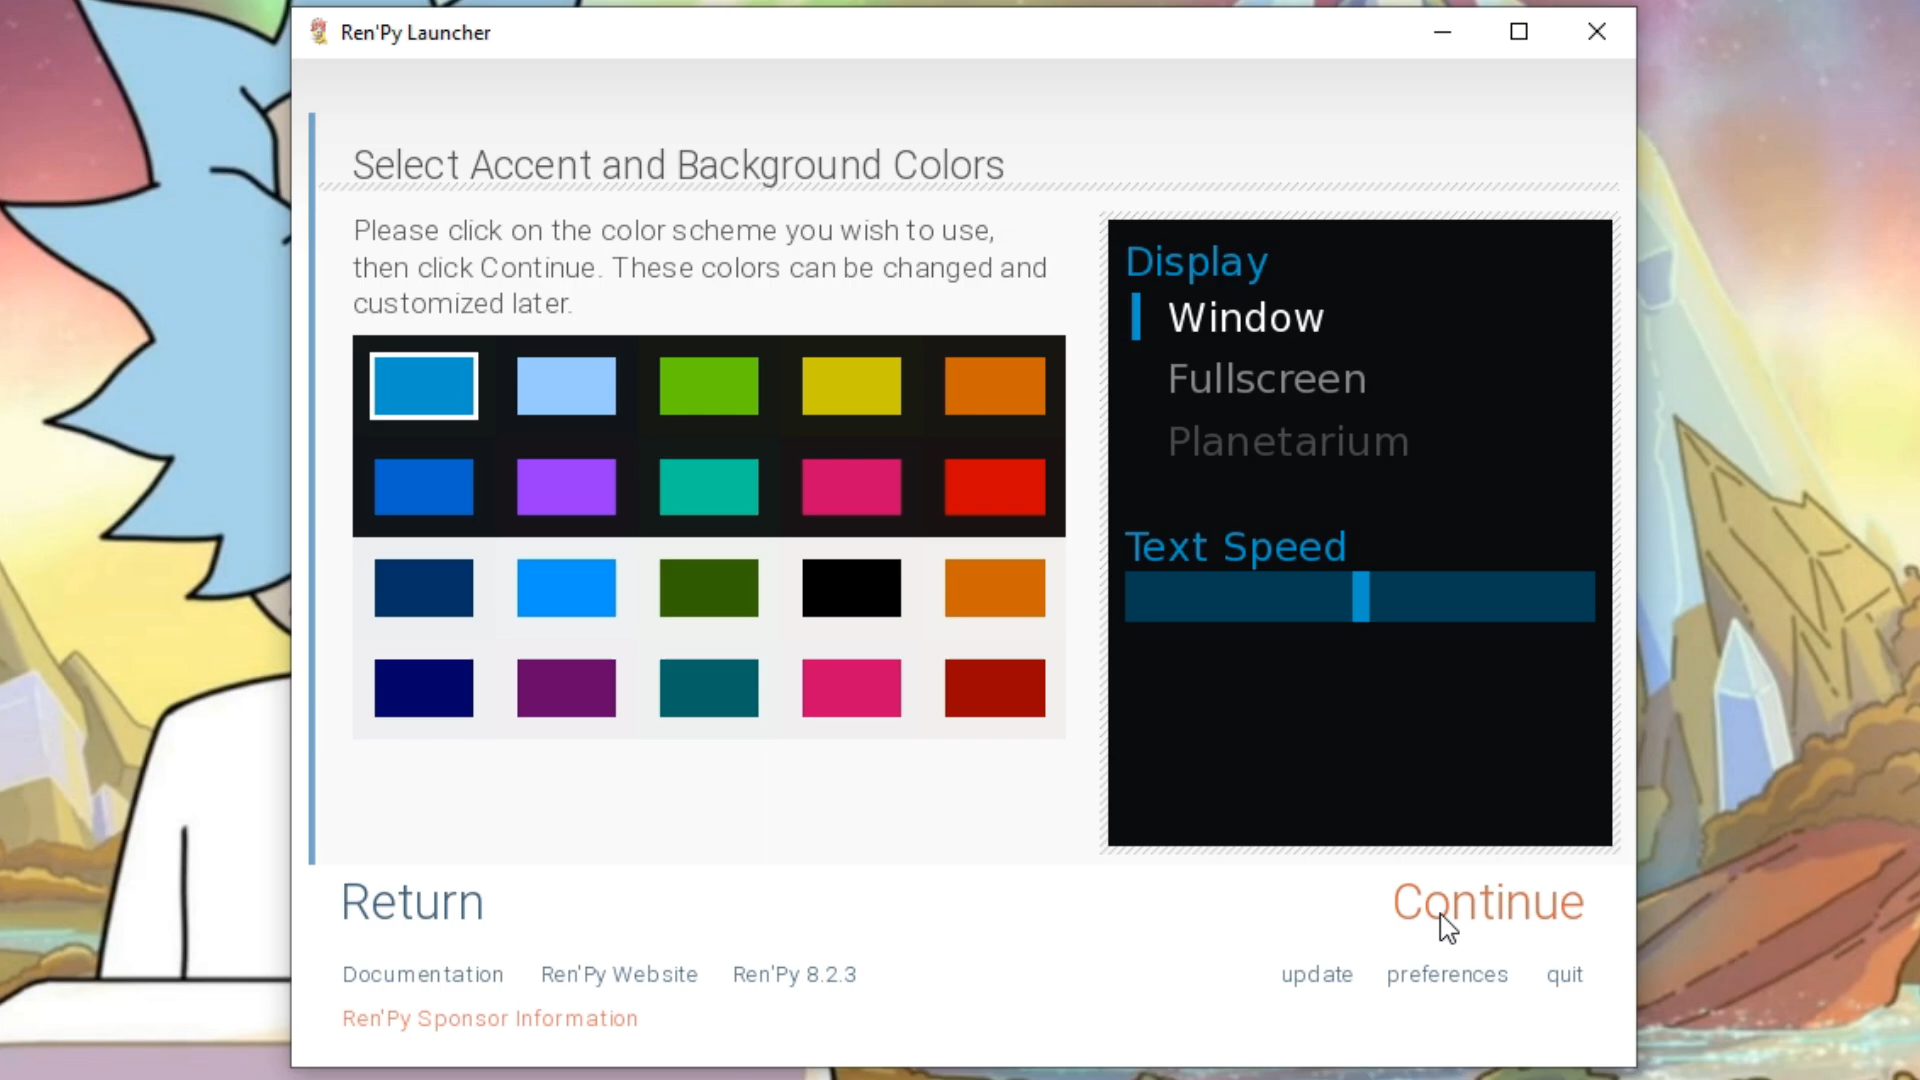 Ren'Py Launcher
Select Accent and Background Colors
Please click on the color scheme you wish to use,
then click Continue. These colors can be changed and
customized later.
Display
Window
Fullscreen
Planetarium
Text Speed
Return
Continue
Documentation
Ren'Py Website
Ren'Py 8.2.3
update
preferences
quit
Ren'Py Sponsor Information